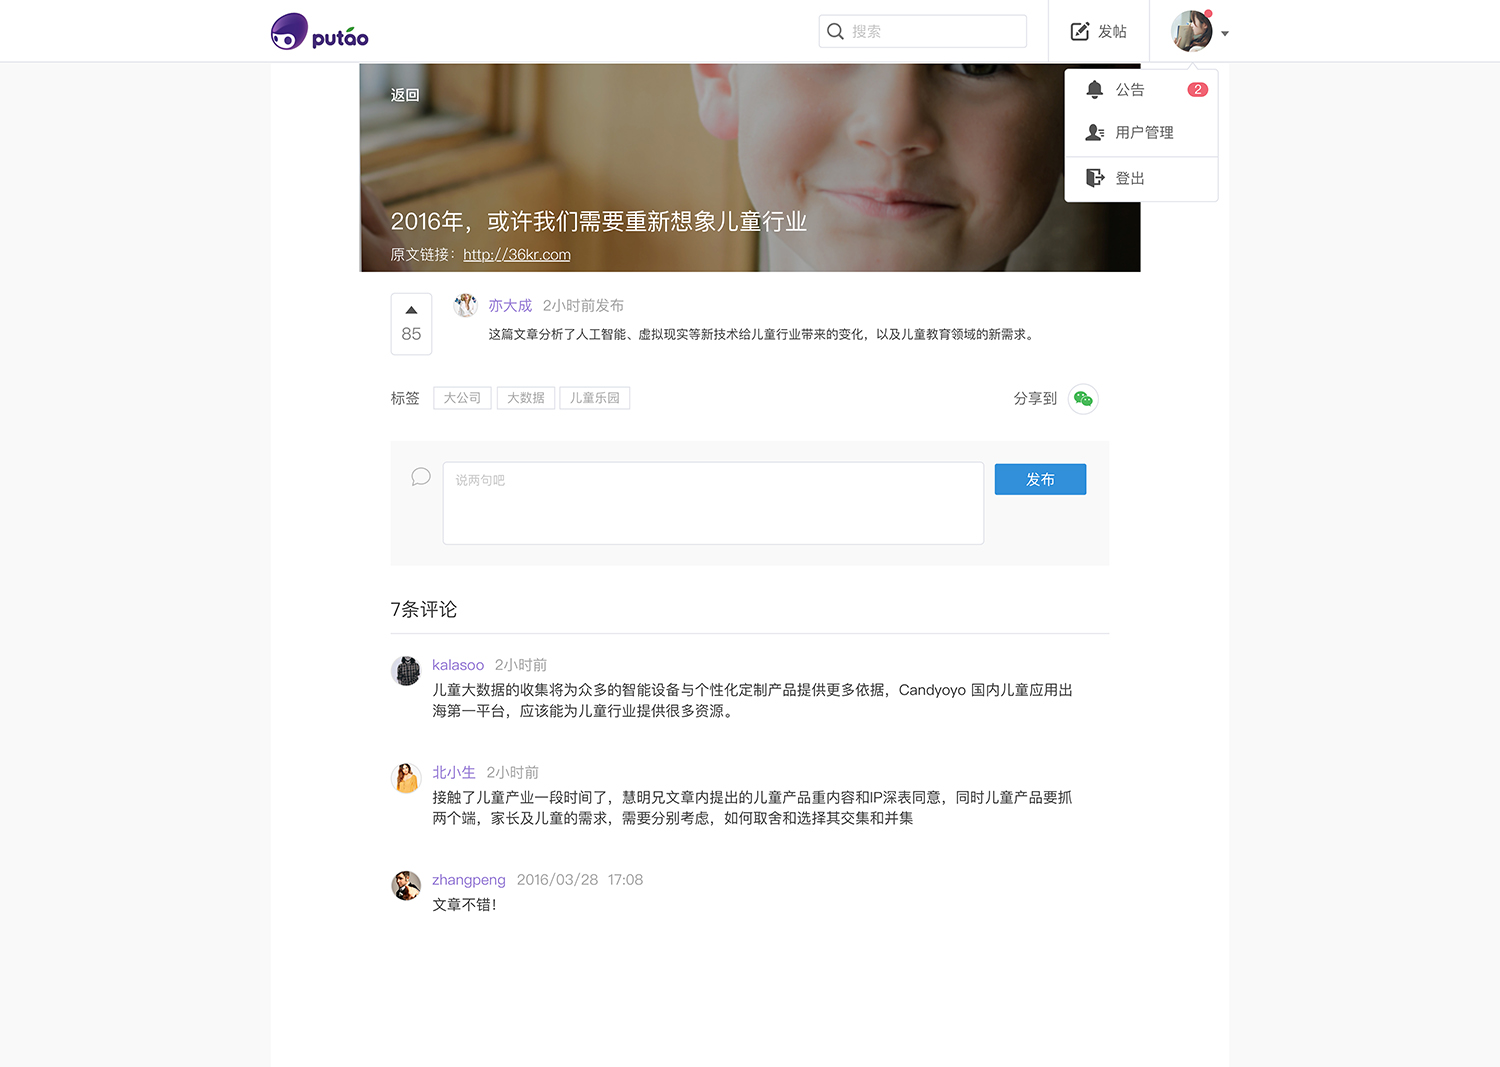 putao
搜索
发帖
公告
2
用户管理
登出
返回
2016年，或许我们需要重新想象儿童行业
原文链接：http://36kr.com
85
亦大成 2小时前发布
这篇文章分析了人工智能、虚拟现实等新技术给儿童行业带来的变化，以及儿童教育领域的新需求。
标签 大公司 大数据 儿童乐园
分享到
说两句吧
发布
7条评论
kalasoo 2小时前
儿童大数据的收集将为众多的智能设备与个性化定制产品提供更多依据，Candyoyo 国内儿童应用出
海第一平台，应该能为儿童行业提供很多资源。
北小生 2小时前
接触了儿童产业一段时间了，慧明兄文章内提出的儿童产品重内容和IP深表同意，同时儿童产品要抓
两个端，家长及儿童的需求，需要分别考虑，如何取舍和选择其交集和并集
zhangpeng 2016/03/28 17:08
文章不错！